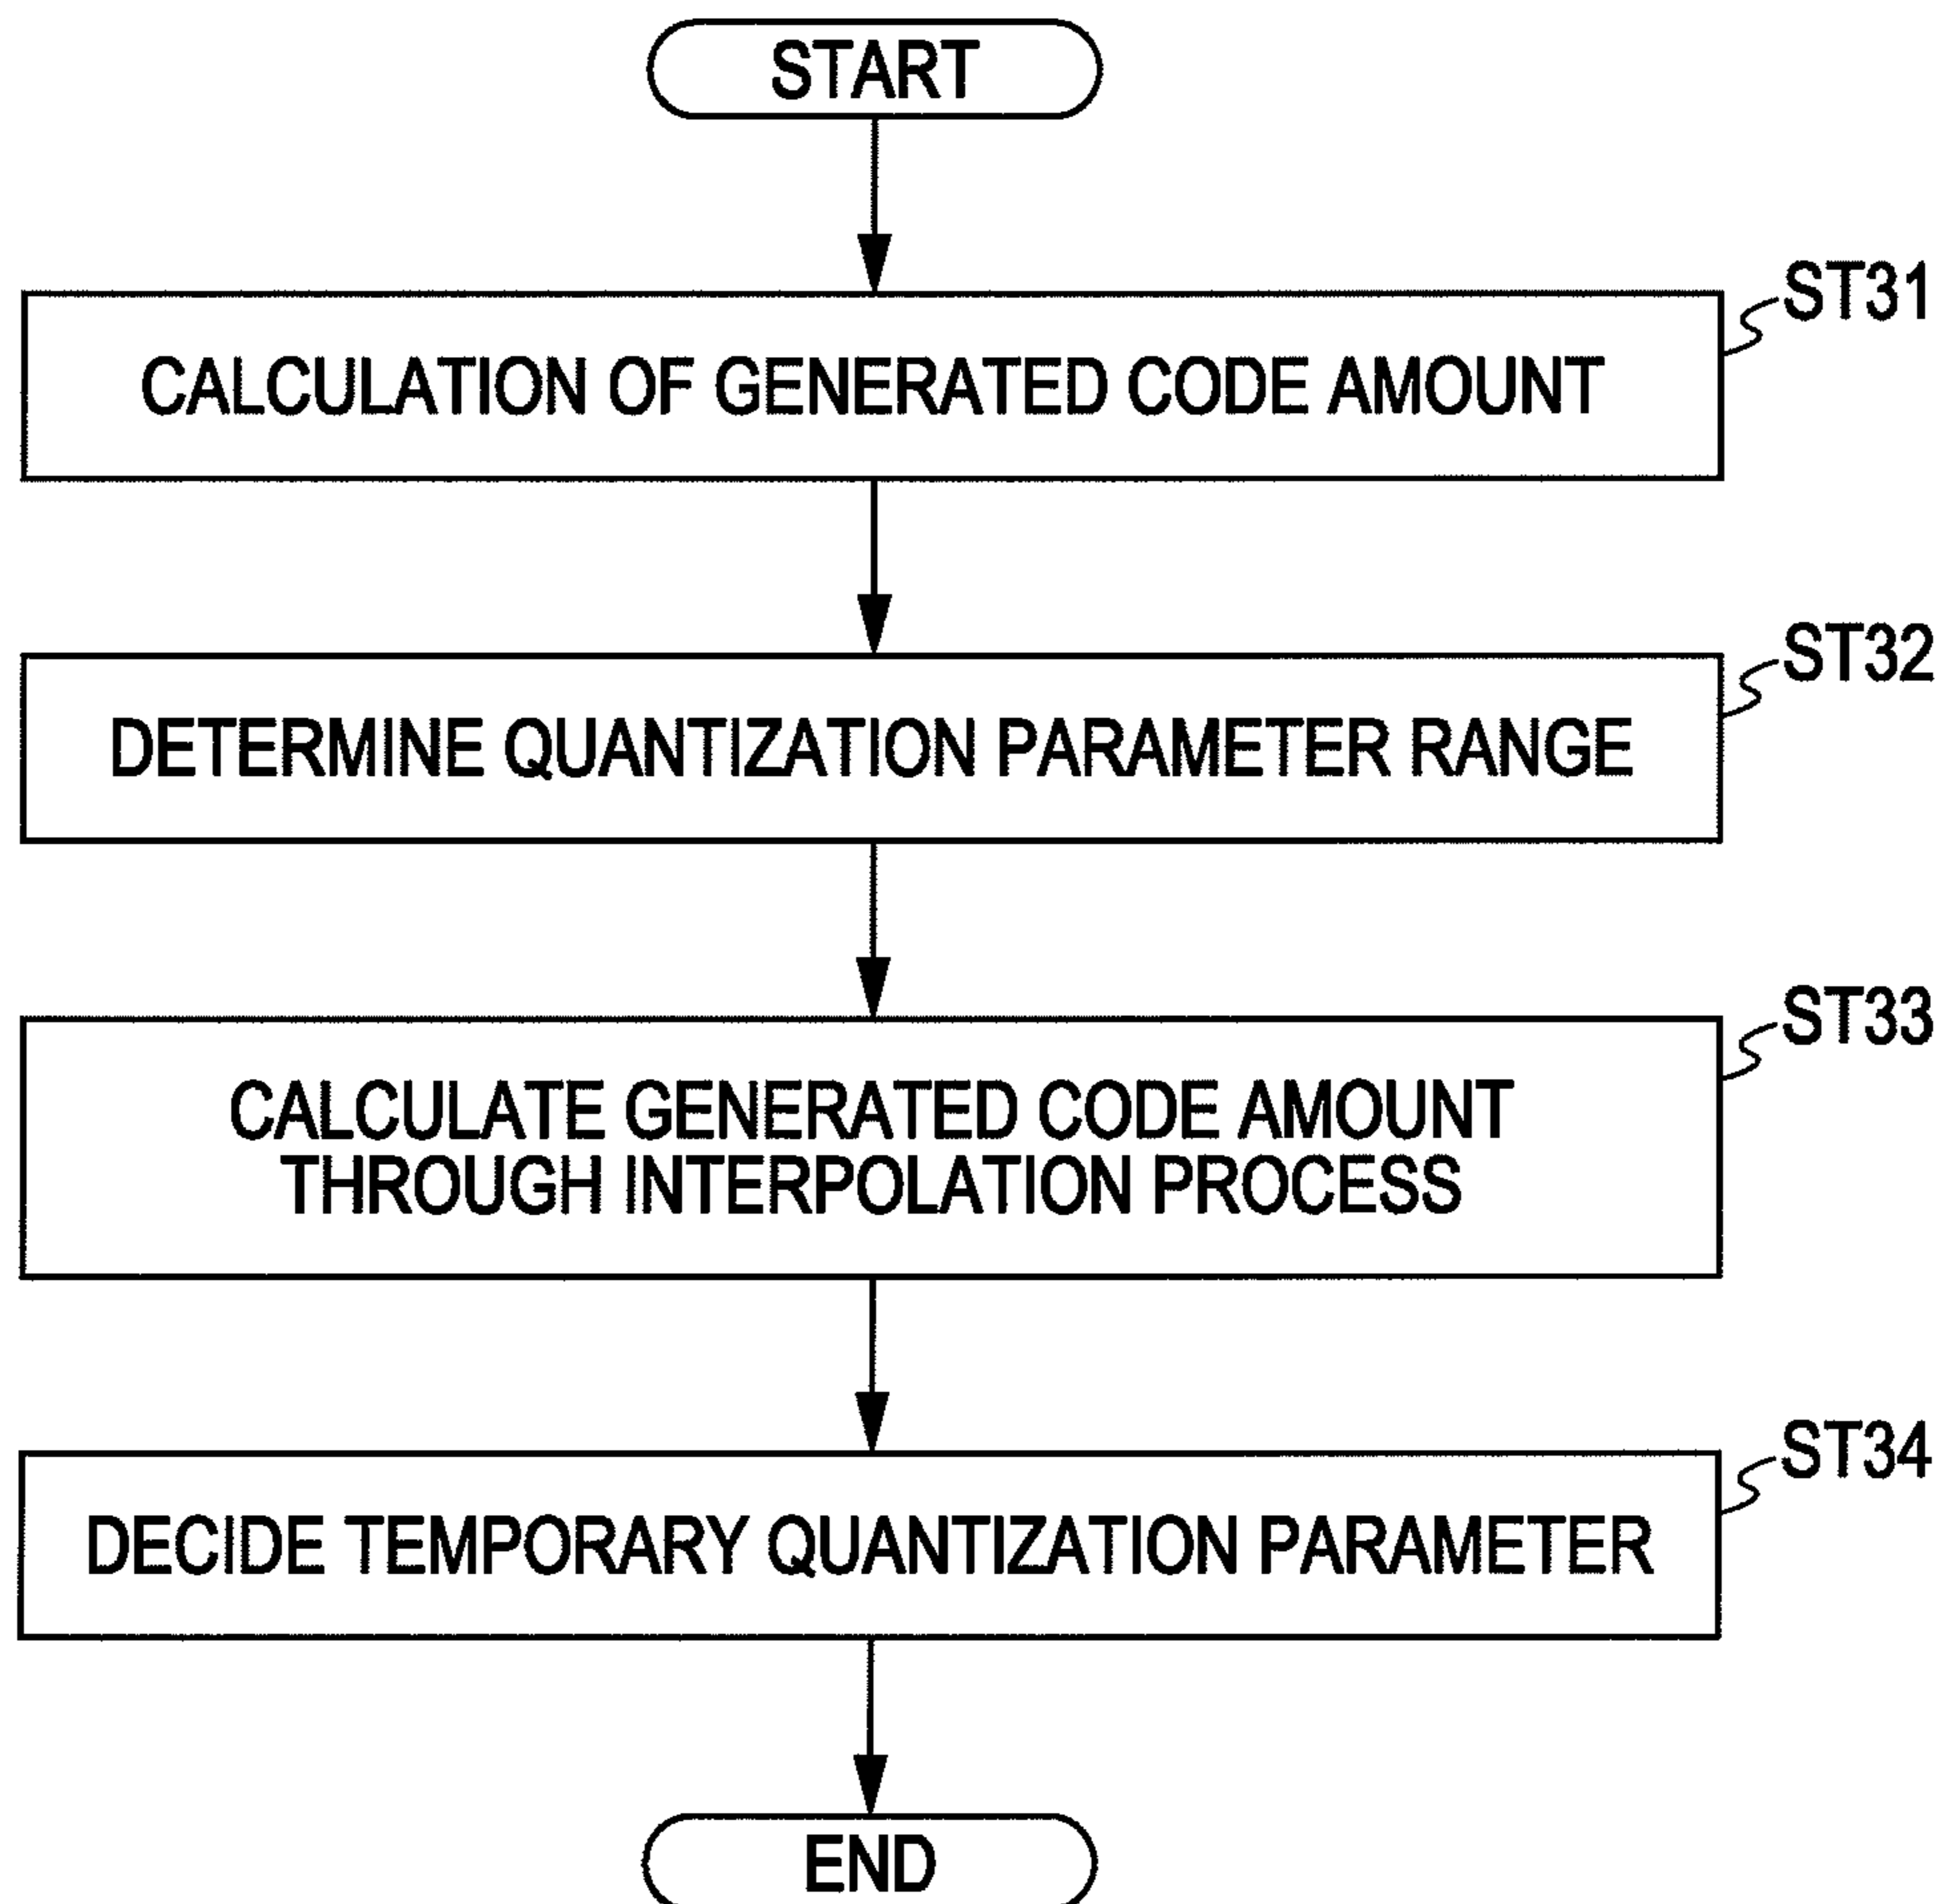 START
ST31
CALCULATION OF GENERATED CODE AMOUNT
ST32
DETERMINE QUANTIZATION PARAMETER RANGE
ST33
CALCULATE GENERATED CODE AMOUNT
THROUGH INTERPOLATION PROCESS
ST34
DECIDE TEMPORARY QUANTIZATION PARAMETER
END